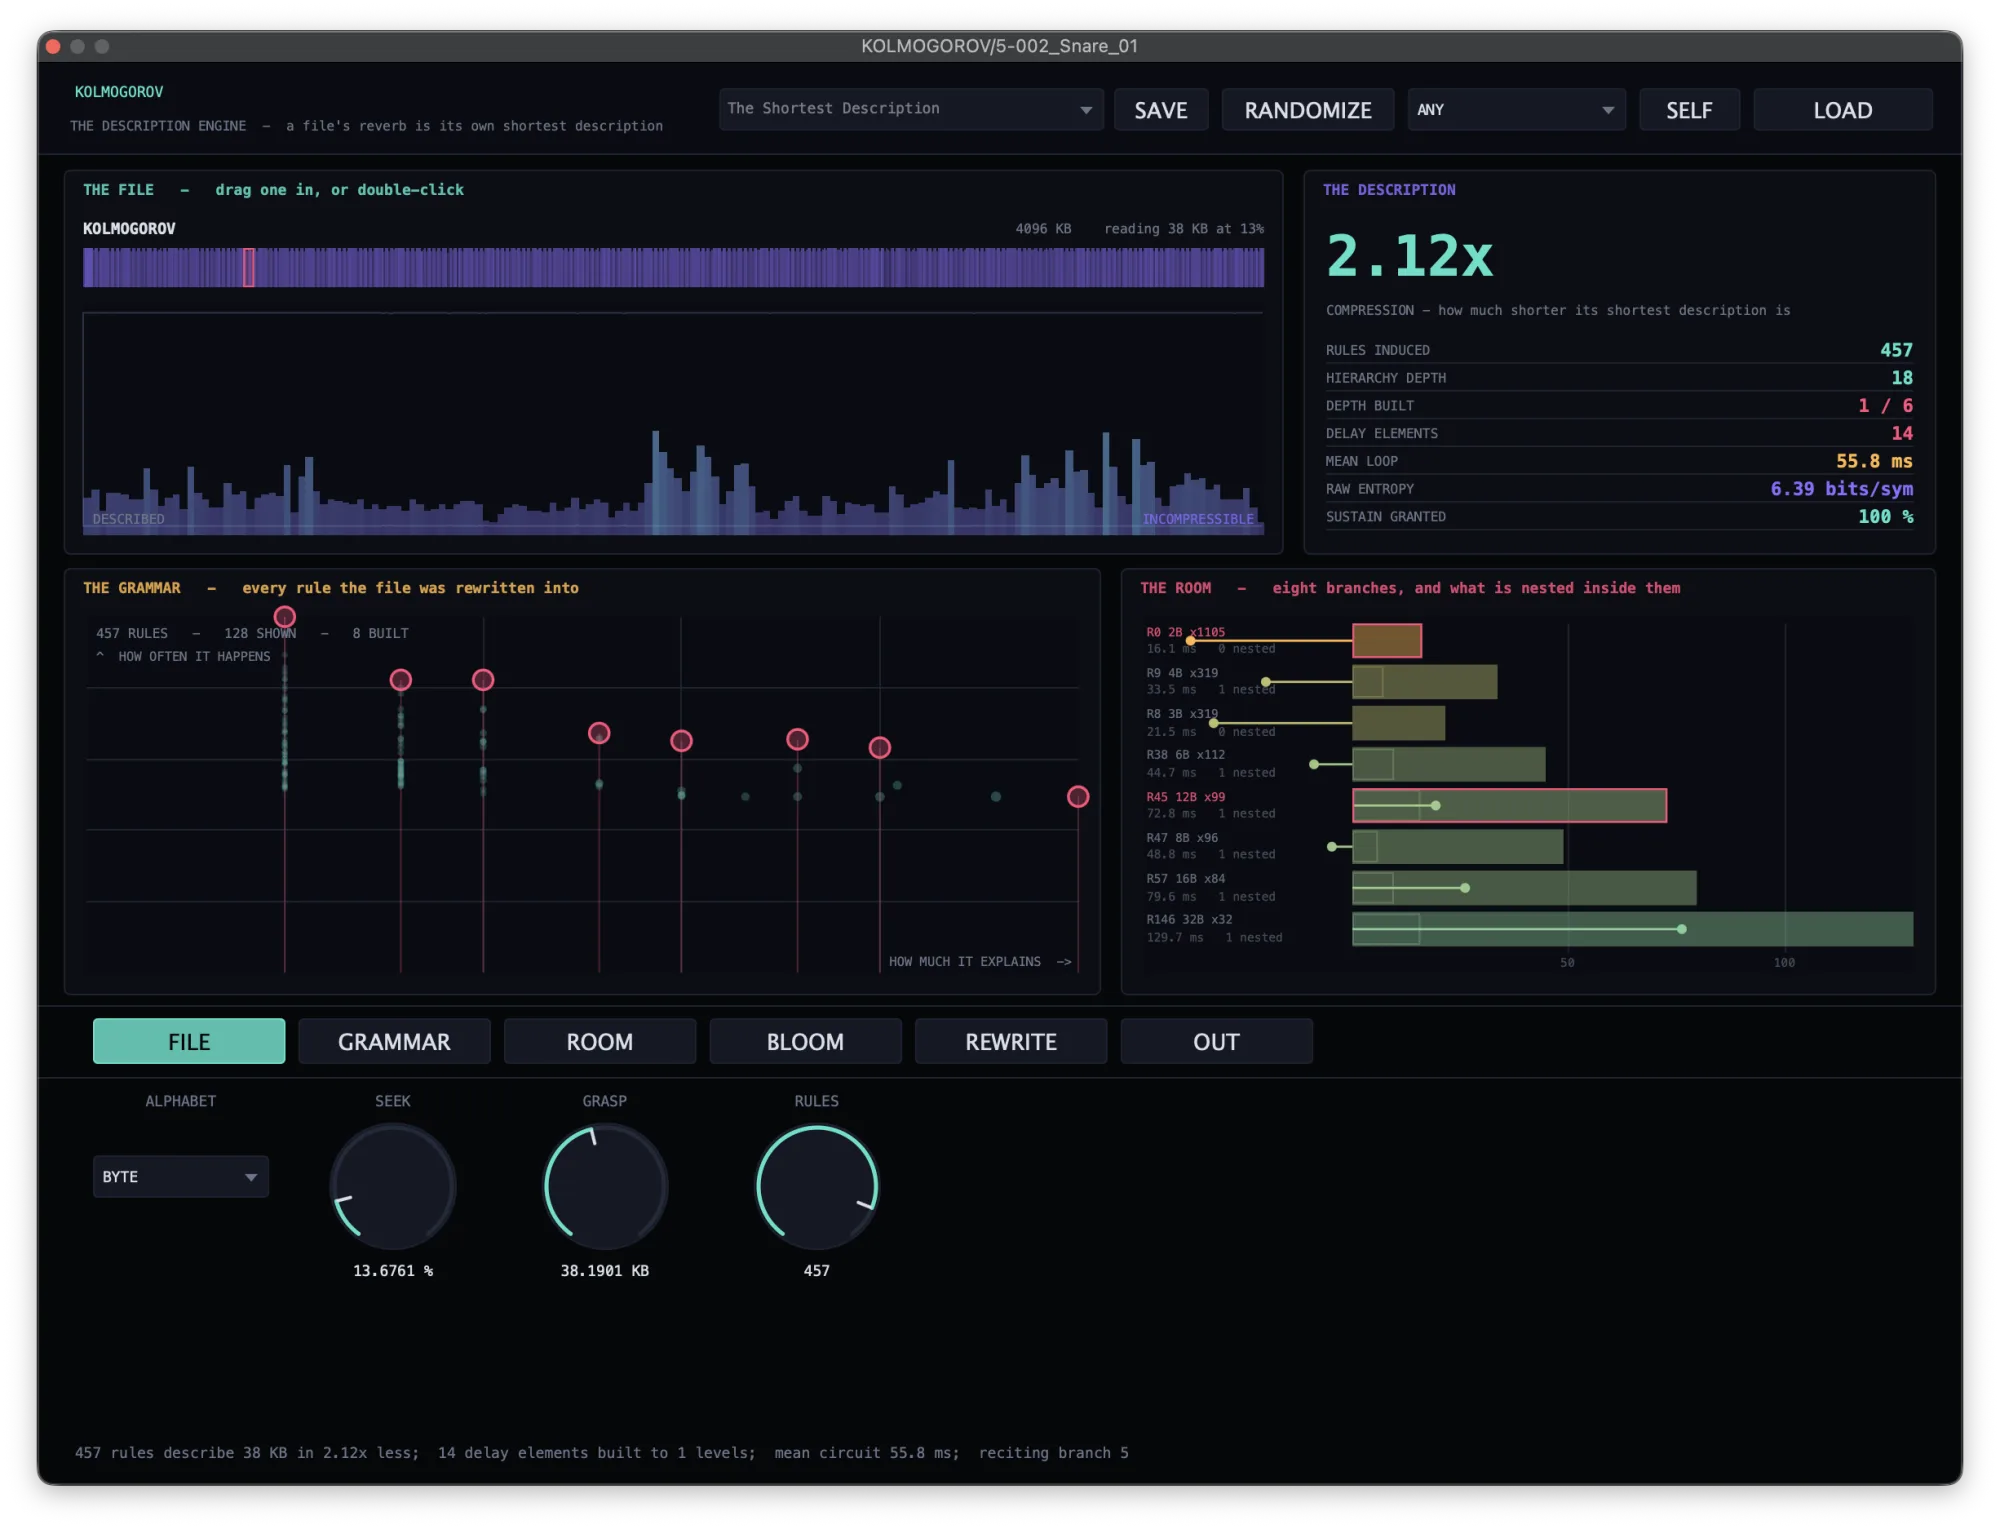 KOLMOGOROV/5-002_Snare_01
KOLMOGOROV
THE DESCRIPTION ENGINE — a file's reverb is its own shortest description
The Shortest Description
SAVE
RANDOMIZE
ANY
SELF
LOAD
THE FILE — drag one in, or double-click
KOLMOGOROV
4096 KB reading 38 KB at 13%
DESCRIBED
INCOMPRESSIBLE
THE DESCRIPTION
2.12x
COMPRESSION — how much shorter its shortest description is
RULES INDUCED 457
HIERARCHY DEPTH 18
DEPTH BUILT 1 / 6
DELAY ELEMENTS 14
MEAN LOOP 55.8 ms
RAW ENTROPY 6.39 bits/sym
SUSTAIN GRANTED 100 %
THE GRAMMAR — every rule the file was rewritten into
457 RULES — 128 SHOWN — 8 BUILT
^ HOW OFTEN IT HAPPENS
HOW MUCH IT EXPLAINS -->
THE ROOM — eight branches, and what is nested inside them
R0 2B x1105
16.1 ms 0 nested
R9 4B x319
33.5 ms 1 nested
R8 3B x319
21.5 ms 0 nested
R38 6B x112
44.7 ms 1 nested
R45 12B x99
72.8 ms 1 nested
R47 8B x96
48.8 ms 1 nested
R57 16B x84
79.6 ms 1 nested
R146 32B x32
129.7 ms 1 nested
50
100
FILE
GRAMMAR
ROOM
BLOOM
REWRITE
OUT
ALPHABET
SEEK
GRASP
RULES
BYTE
13.6761 %
38.1901 KB
457
457 rules describe 38 KB in 2.12x less; 14 delay elements built to 1 levels; mean circuit 55.8 ms; reciting branch 5